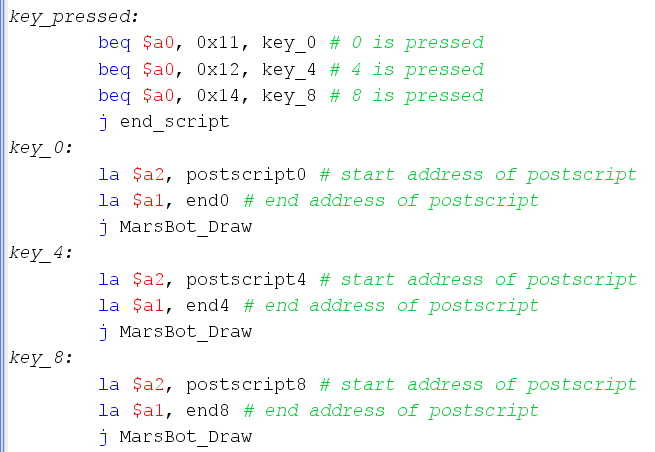 key_pressed:
beq $a0, 0x11, key_0 # 0 is pressed
beq $a0, 0x12, key_4 # 4 is pressed
beq $a0, 0x14, key_8 # 8 is pressed
j end_script
key_0:
la $a2, postscript0 # start address of postscript
la $a1, end0 # end address of postscript
j MarsBot_Draw
key_4:
la $a2, postscript4 # start address of postscript
la $a1, end4 # end address of postscript
j MarsBot_Draw
key_8:
la $a2, postscript8 # start address of postscript
la $a1, end8 # end address of postscript
j MarsBot_Draw